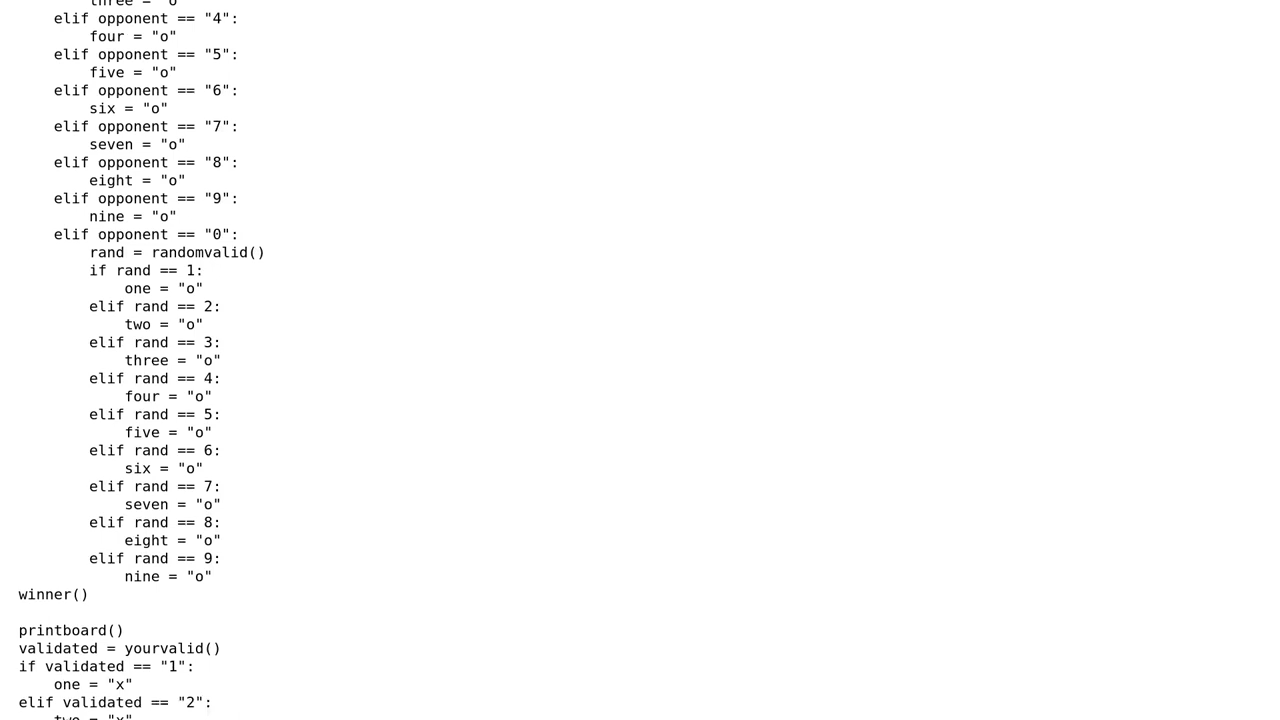 three = "o"
elif opponent == "4":
four = "o"
elif opponent == "5":
five = "o"
elif opponent == "6":
six = "o"
elif opponent == "7":
seven = "o"
elif opponent == "8":
eight = "o"
elif opponent == "9":
nine = "o"
elif opponent == "0":
rand = randomvalid()
if rand == 1:
one = "o"
elif rand == 2:
two = "o"
elif rand == 3:
three = "o"
elif rand == 4:
four = "o"
elif rand == 5:
five = "o"
elif rand == 6:
six = "o"
elif rand == 7:
seven = "o"
elif rand == 8:
eight = "o"
elif rand == 9:
nine = "o"
winner()
printboard()
validated = yourvalid()
if validated == "1":
one = "x"
elif validated == "2":
two = "x"